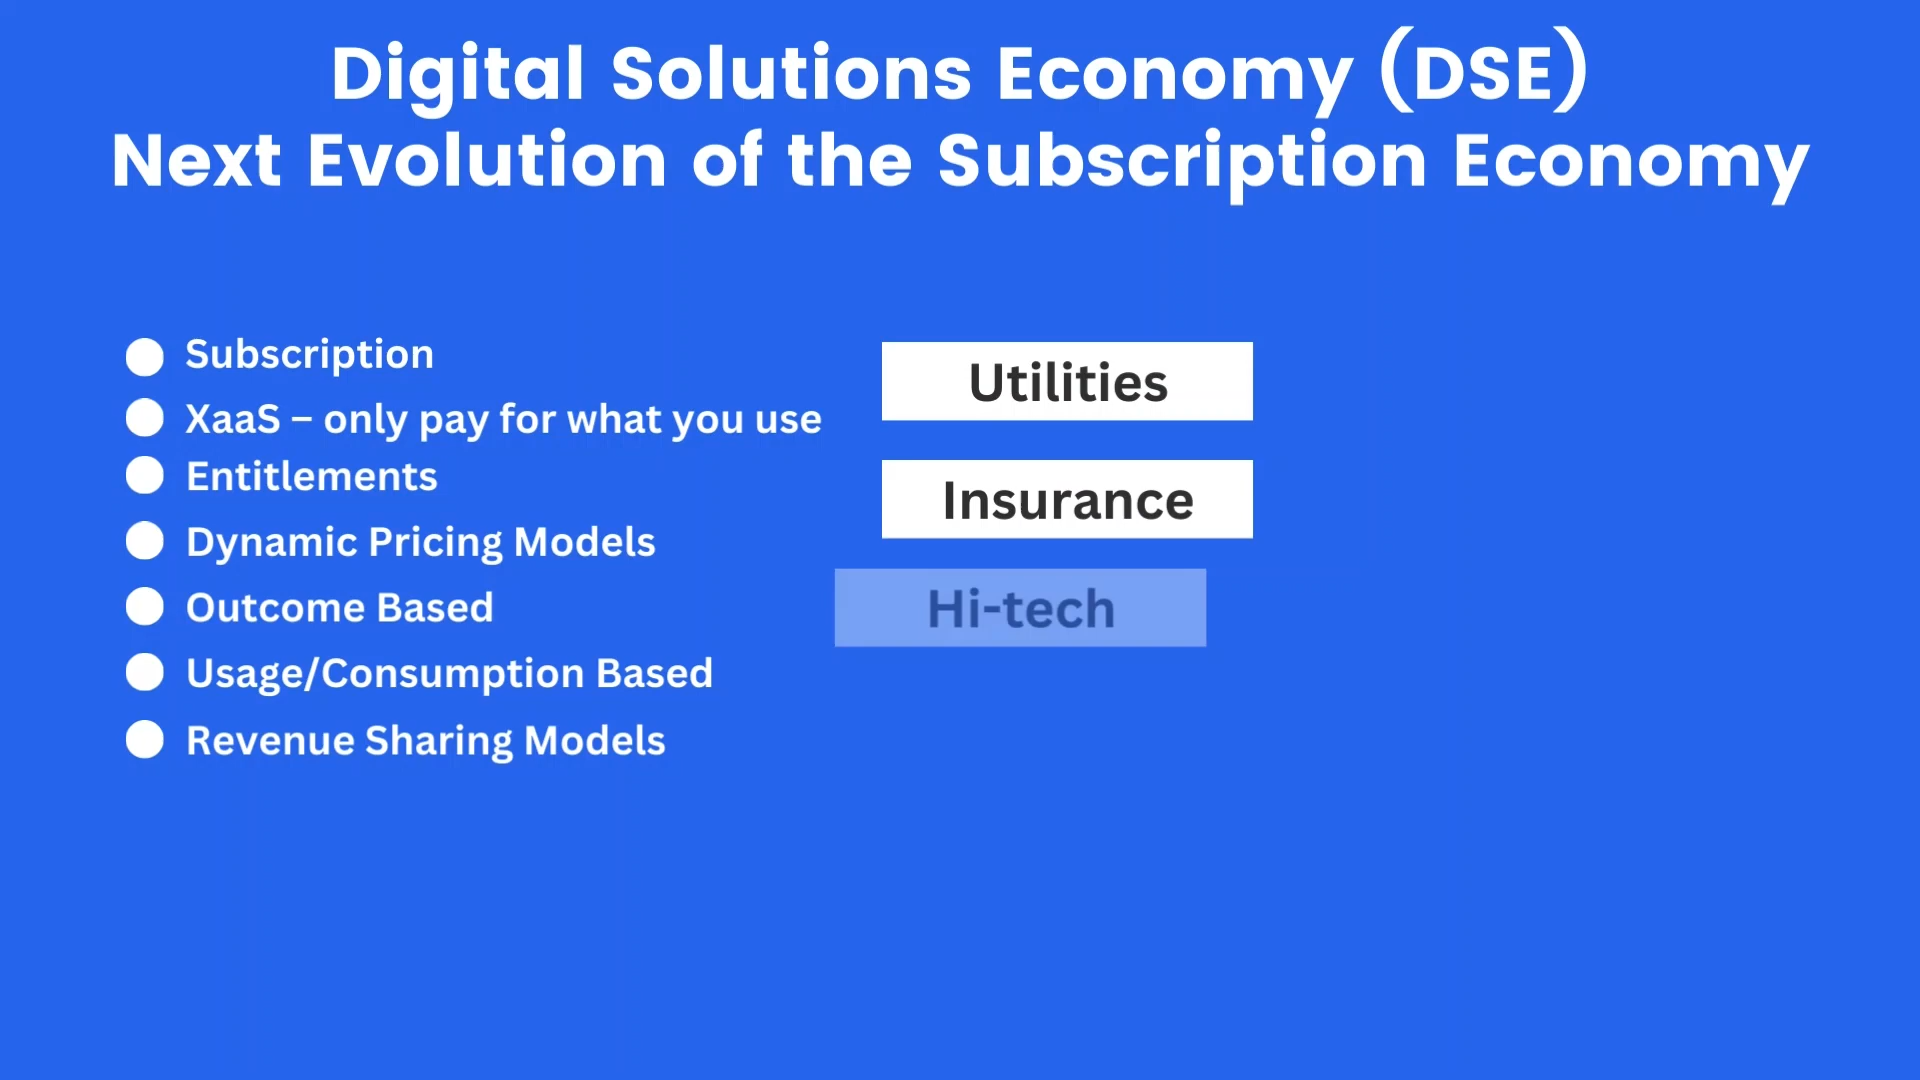 Digital Solutions Economy (DSE)
Next Evolution of the Subscription Economy
Subscription
XaaS – only pay for what you use
Entitlements
Dynamic Pricing Models
Outcome Based
Usage/Consumption Based
Revenue Sharing Models
Utilities
Insurance
Hi-tech